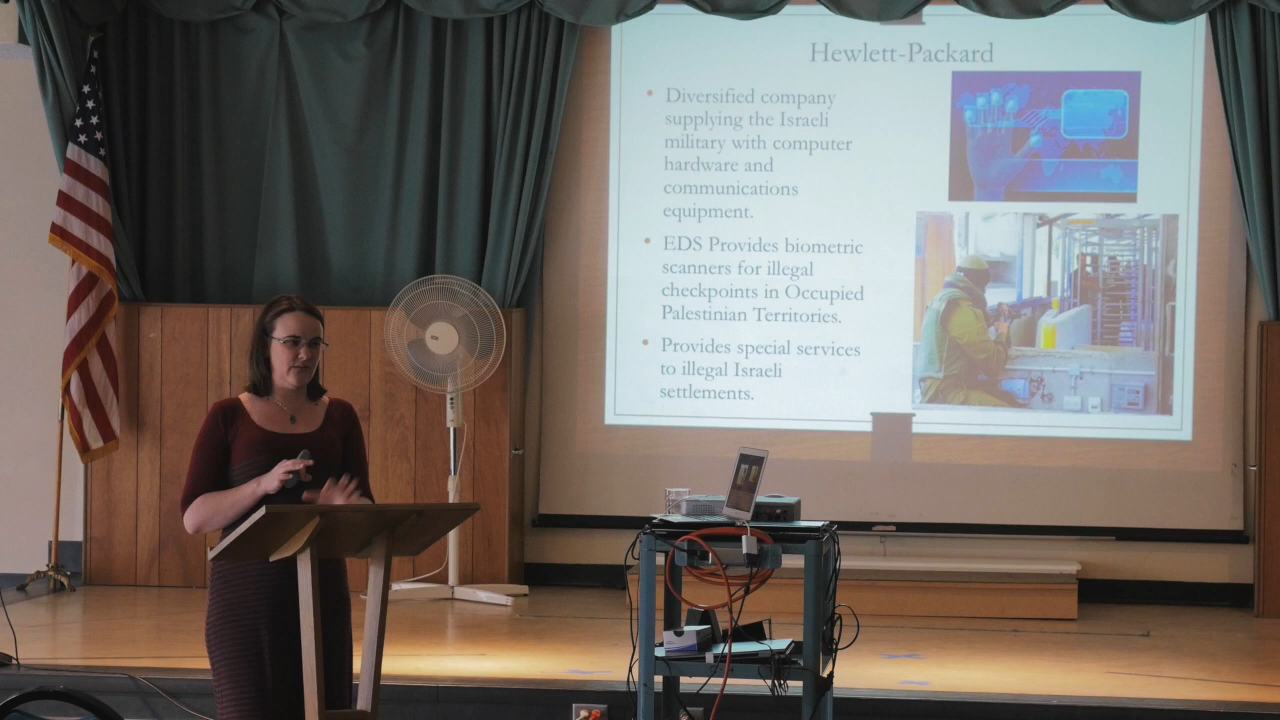 Hewlett-Packard
Diversified company
supplying the Israeli
military with computer
hardware and
communications
equipment.
EDS Provides biometric
scanners for illegal
checkpoints in Occupied
Palestinian Territories.
Provides special services
to illegal Israeli
settlements.